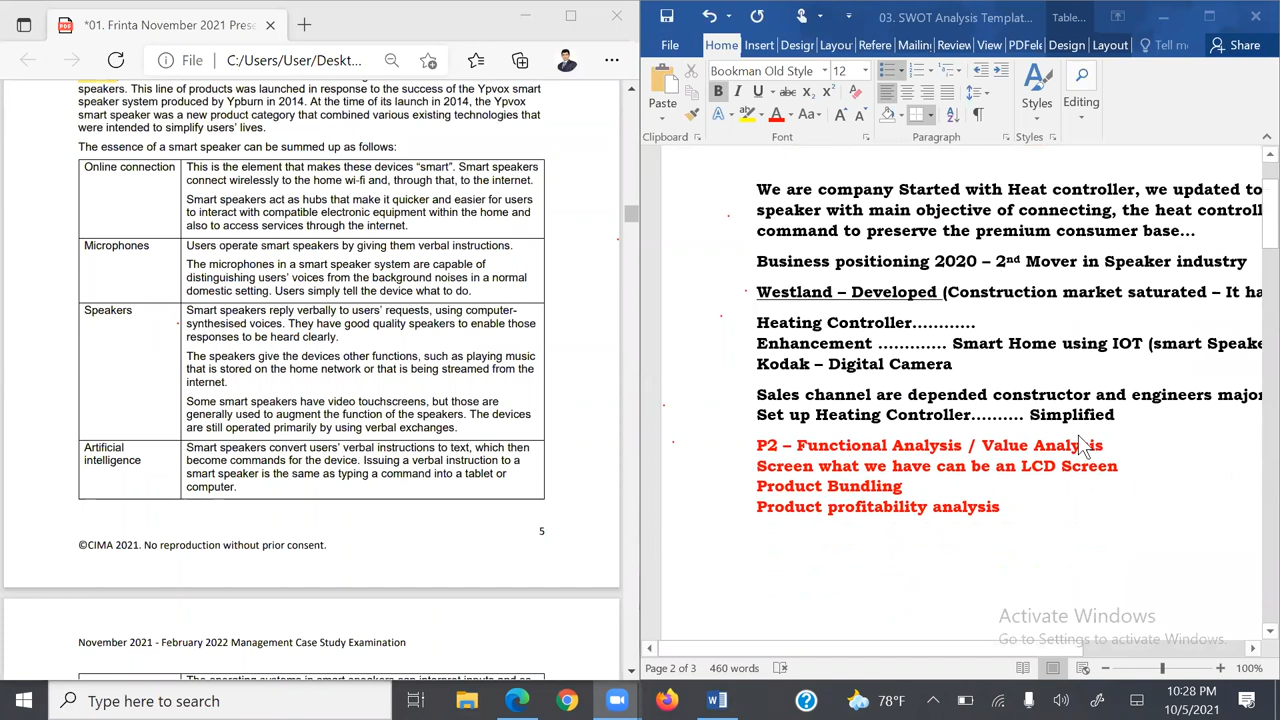 *01. Frinta November 2021 Prese
File
C:/Users/User/Deskt...
speakers. This line of products was launched in response to the success of the Ypvox smart
speaker system produced by Ypburn in 2014. At the time of its launch in 2014, the Ypvox
smart speaker was a new product category that combined various existing technologies that
were intended to simplify users' lives.
The essence of a smart speaker can be summed up as follows:
Online connection
This is the element that makes these devices "smart". Smart speakers
connect wirelessly to the home wi-fi and, through that, to the internet.
Smart speakers act as hubs that make it quicker and easier for users
to interact with compatible electronic equipment within the home and
also to access services through the internet.
Microphones
Users operate smart speakers by giving them verbal instructions.
The microphones in a smart speaker system are capable of
distinguishing users' voices from the background noises in a normal
domestic setting. Users simply tell the device what to do.
Speakers
Smart speakers reply verbally to users' requests, using computer-
synthesised voices. They have good quality speakers to enable those
responses to be heard clearly.
The speakers give the devices other functions, such as playing music
that is stored on the home network or that is being streamed from the
internet.
Some smart speakers have video touchscreens, but those are
generally used to augment the function of the speakers. The devices
are still operated primarily by using verbal exchanges.
Artificial
intelligence
Smart speakers convert users' verbal instructions to text, which then
become commands for the device. Issuing a verbal instruction to a
smart speaker is the same as typing a command into a tablet or
computer.
5
©CIMA 2021. No reproduction without prior consent.
November 2021 - February 2022 Management Case Study Examination
03. SWOT Analysis Templat...
Table...
File Home Insert Desigr Layou Refere Mailin Review View PDFele Design Layout Tell me Share
Bookman Old Style 12
Paste
Styles
Editing
Clipboard Font Paragraph Styles
We are company Started with Heat controller, we updated to
speaker with main objective of connecting, the heat controll
command to preserve the premium consumer base...
Business positioning 2020 – 2nd Mover in Speaker industry
Westland – Developed (Construction market saturated – It ha
Heating Controller............
Enhancement ............. Smart Home using IOT (smart Speake
Kodak – Digital Camera
Sales channel are depended constructor and engineers major
Set up Heating Controller.......... Simplified
P2 – Functional Analysis / Value Analysis
Screen what we have can be an LCD Screen
Product Bundling
Product profitability analysis
Activate Windows
Go to Settings to activate Windows.
Page 2 of 3 460 words 100%
Type here to search
78°F
10:28 PM
10/5/2021